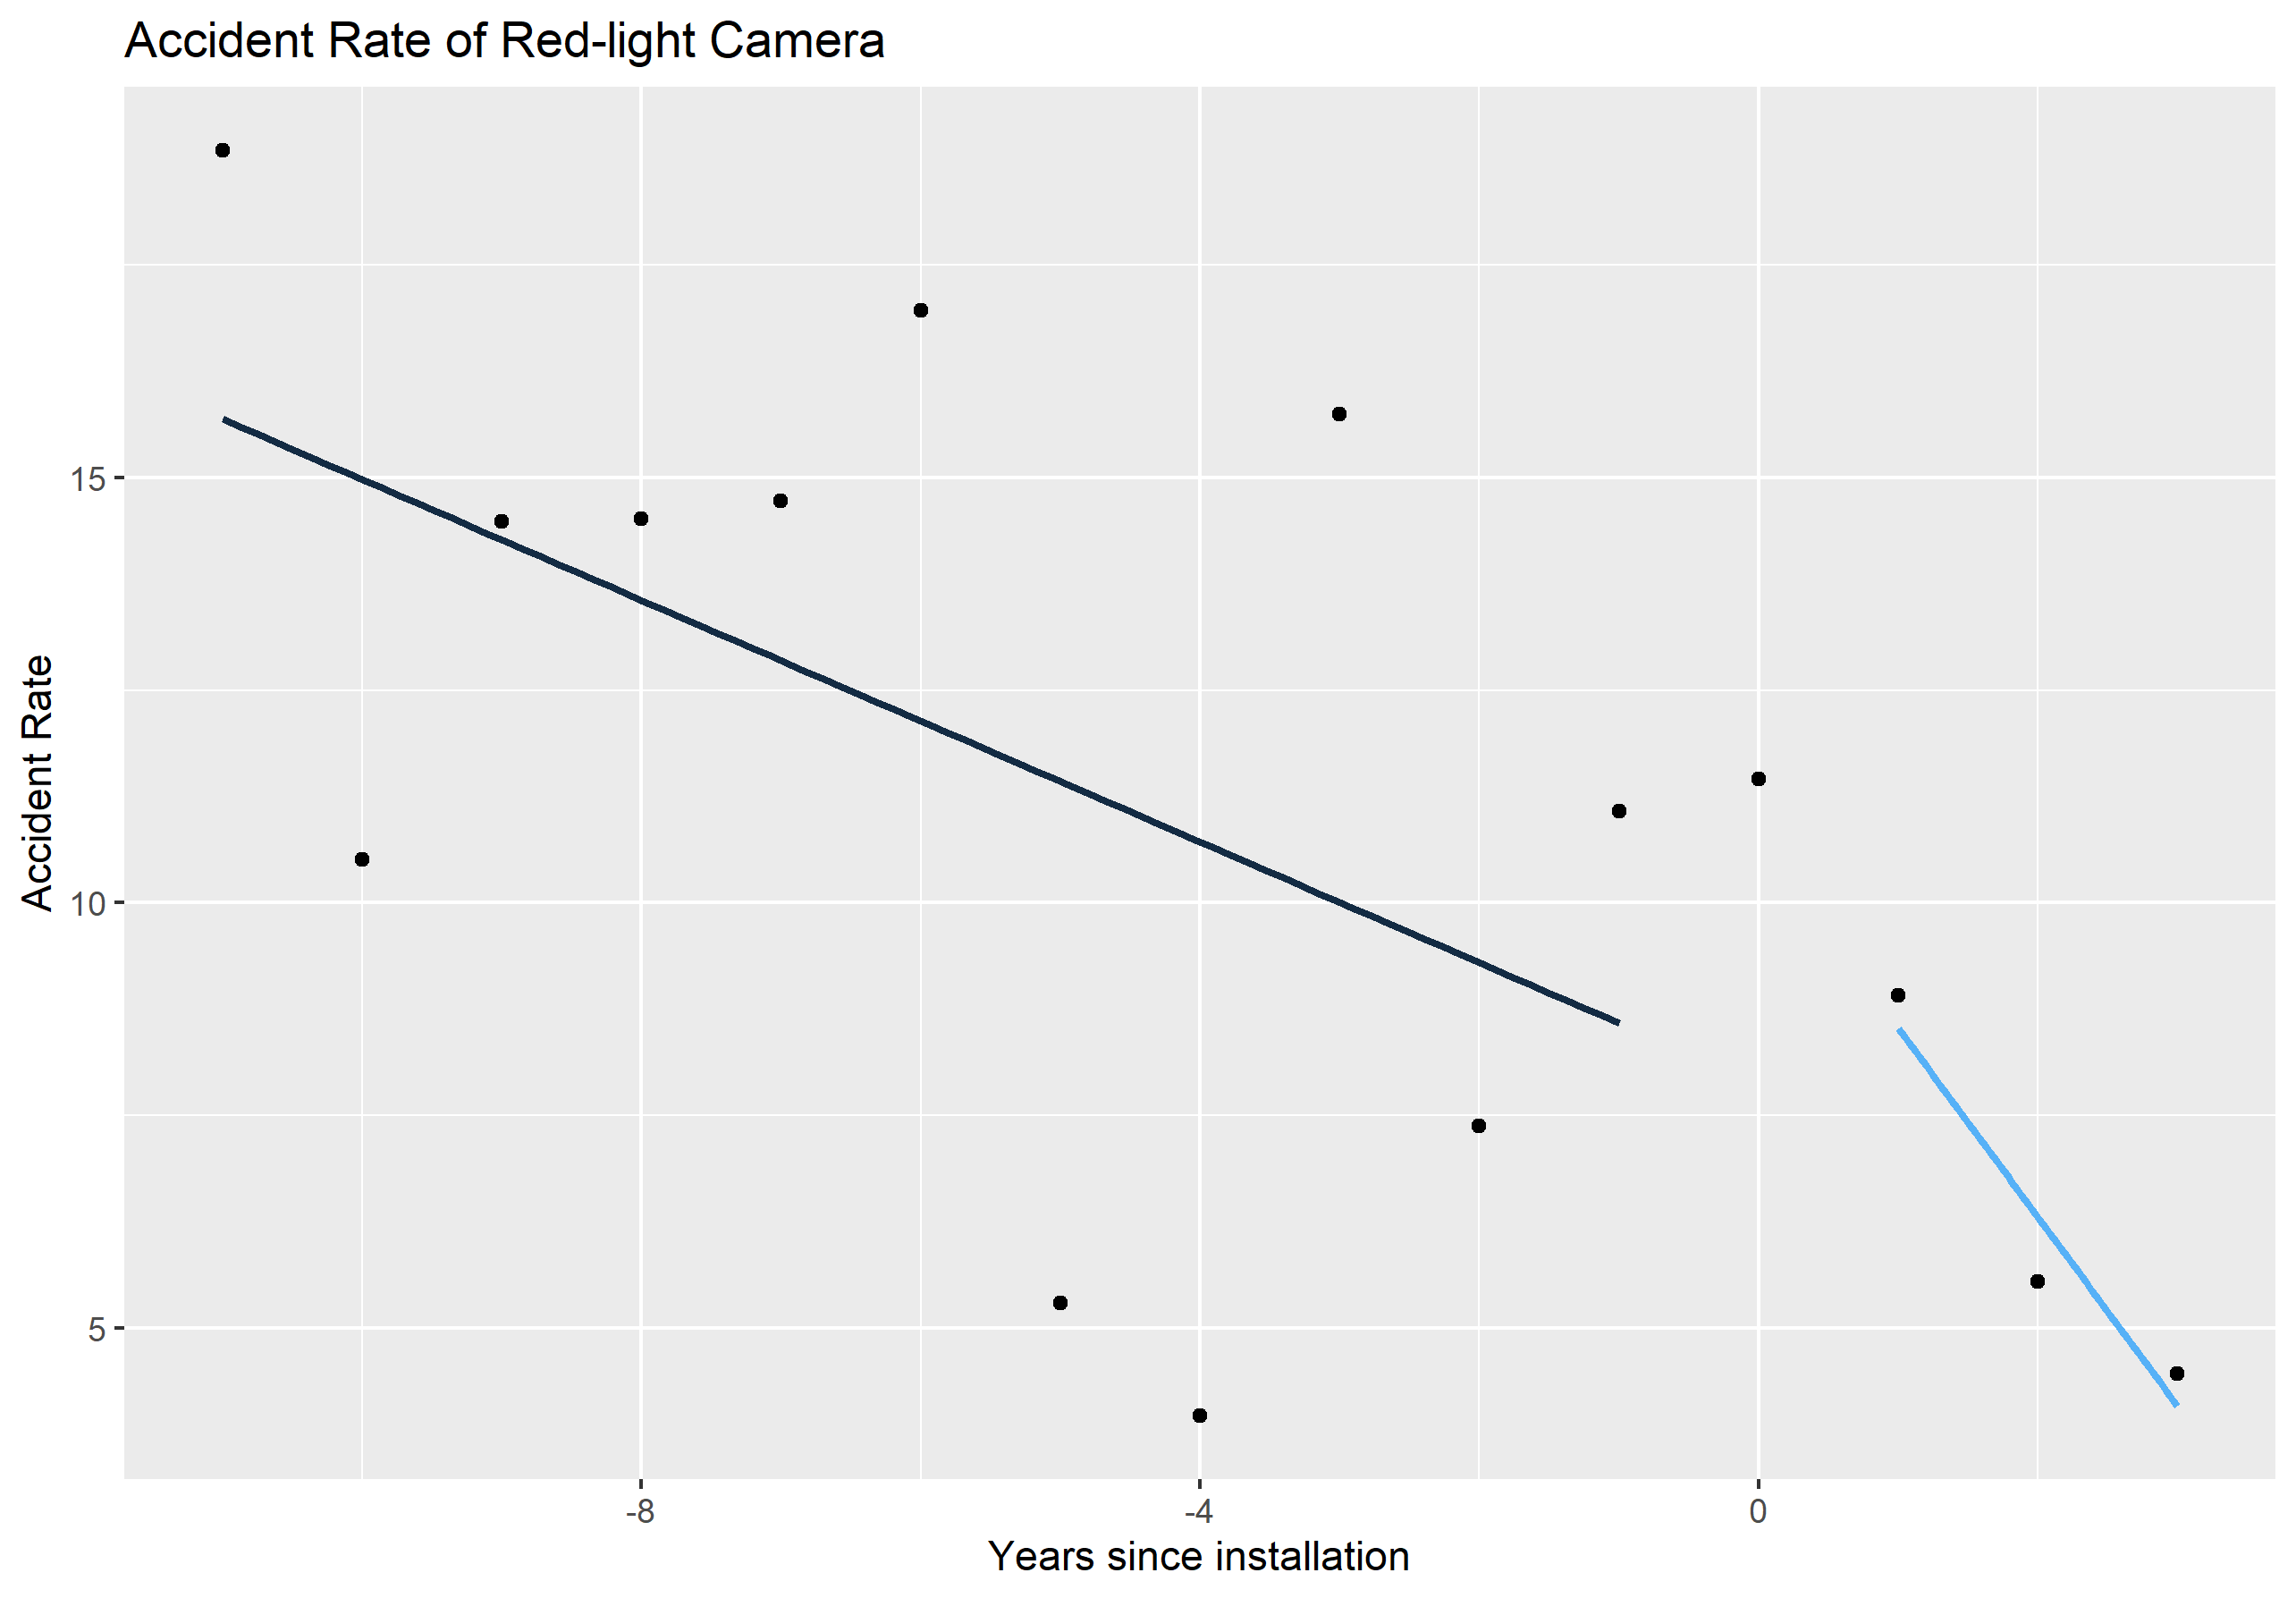 Accident Rate of Red-light Camera
Accident Rate
15
10
5
-8
-4
0
Years since installation